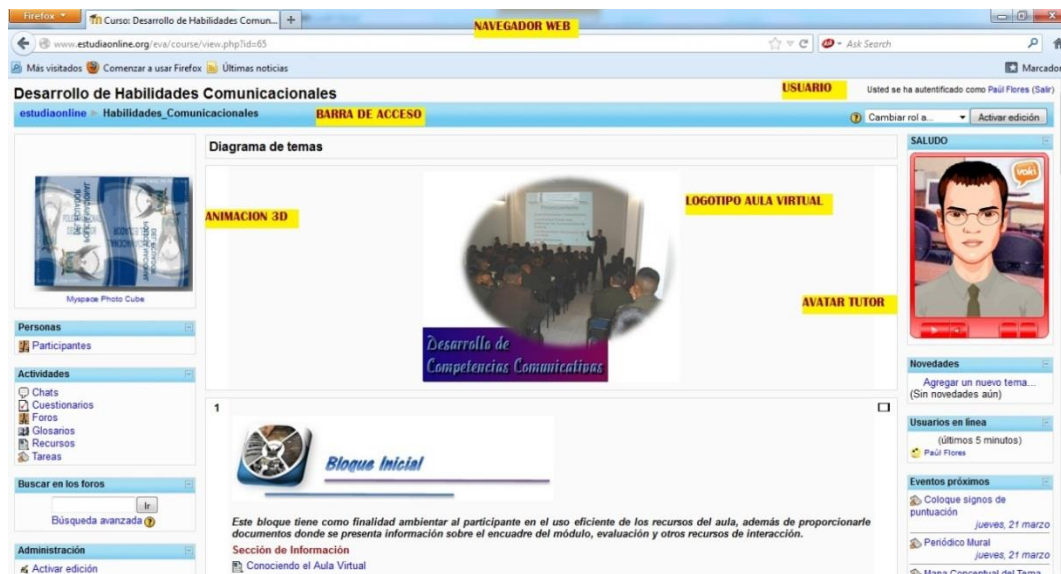 Firefox
Curso: Desarrollo de Habilidades Comun...
NAVEGADOR WEB
www.estudiaonline.org/eva/course/view.php?id=65
Ask Search
Más visitados
Comenzar a usar Firefox
Últimas noticias
Marcador
Desarrollo de Habilidades Comunicacionales
USUARIO
Usted se ha autentificado como Paúl Flores (Salir)
estudiaonline
Habilidades_Comunicacionales
BARRA DE ACCESO
Cambiar rol a...
Activar edición
Diagrama de temas
SALUDO
voki
ANIMACION 3D
LOGOTIPO AULA VIRTUAL
AVATAR TUTOR
Myspace Photo Cube
Desarrollo de
Competencias Comunicativas
Personas
Participantes
Actividades
Chats
Cuestionarios
Foros
Glosarios
Recursos
Tareas
Buscar en los foros
Ir
Búsqueda avanzada
Administración
Activar edición
1
Bloque Inicial
Este bloque tiene como finalidad ambientar al participante en el uso eficiente de los recursos del aula, además de proporcionarle
documentos donde se presenta información sobre el encuadre del módulo, evaluación y otros recursos de interacción.
Sección de Información
Conociendo el Aula Virtual
Novedades
Agregar un nuevo tema...
(Sin novedades aún)
Usuarios en línea
(últimos 5 minutos)
Paúl Flores
Eventos próximos
Coloque signos de
puntuación
jueves, 21 marzo
Periódico Mural
jueves, 21 marzo
Mapa Conceptual del Tema